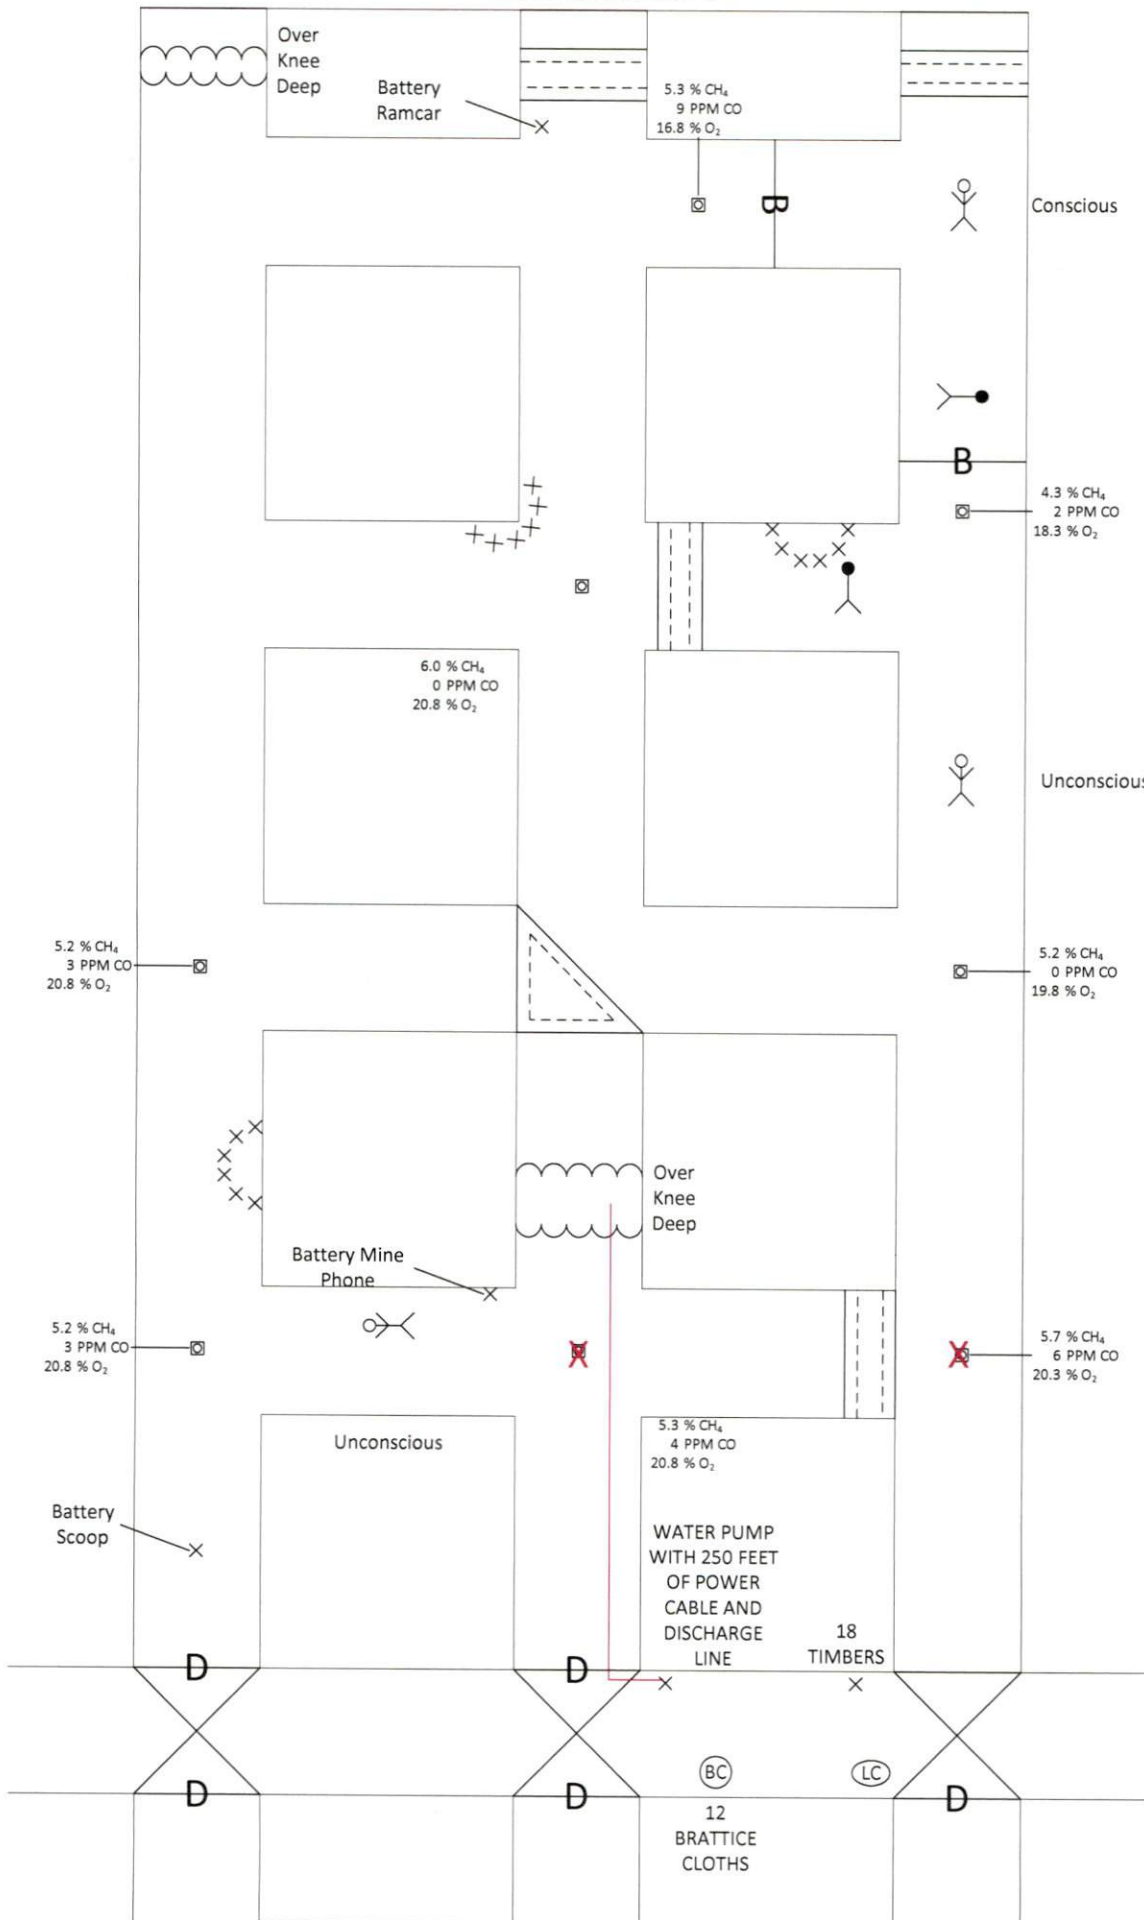 Over
Knee
Deep
Battery
Ramcar
5.3 % CH₄
9 PPM CO
16.8 % O₂
B
Conscious
B
4.3 % CH₄
2 PPM CO
18.3 % O₂
6.0 % CH₄
0 PPM CO
20.8 % O₂
Unconscious
5.2 % CH₄
3 PPM CO
20.8 % O₂
5.2 % CH₄
0 PPM CO
19.8 % O₂
Over
Knee
Deep
Battery Mine
Phone
5.2 % CH₄
3 PPM CO
20.8 % O₂
5.7 % CH₄
6 PPM CO
20.3 % O₂
Unconscious
5.3 % CH₄
4 PPM CO
20.8 % O₂
Battery
Scoop
WATER PUMP
WITH 250 FEET
OF POWER
CABLE AND
DISCHARGE
LINE
18
TIMBERS
D
D
BC
LC
D
D
D
12
BRATTICE
CLOTHS